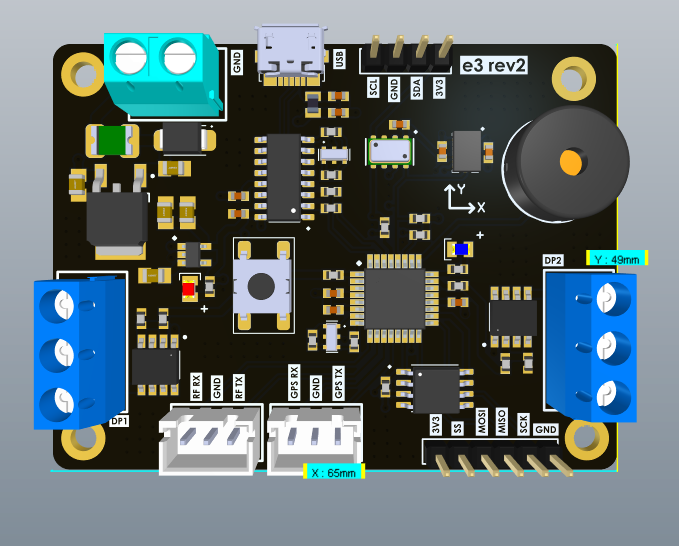 GND
USB
SCL
GND
SDA
3V3
e3 rev2
Y
X
DP2
Y : 49mm
RF RX
GND
RF TX
GPS RX
GND
GPS TX
DP1
3V3
SS
MOSI
MISO
SCK
GND
X : 65mm